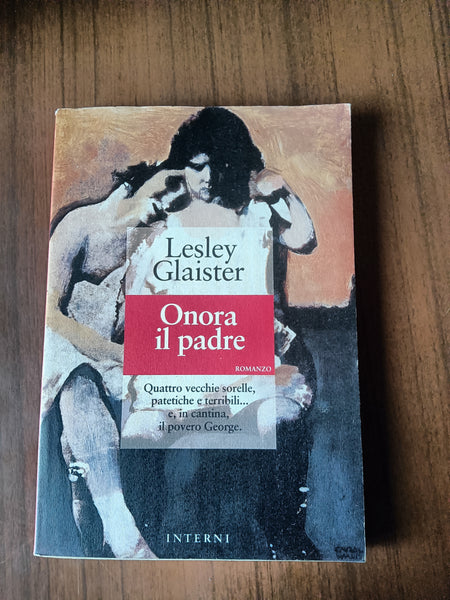 Lesley
Glaister
Onora
il padre
ROMANZO
Quattro vecchie sorelle,
patetiche e terribili...
e, in cantina,
il povero George.
INTERNI